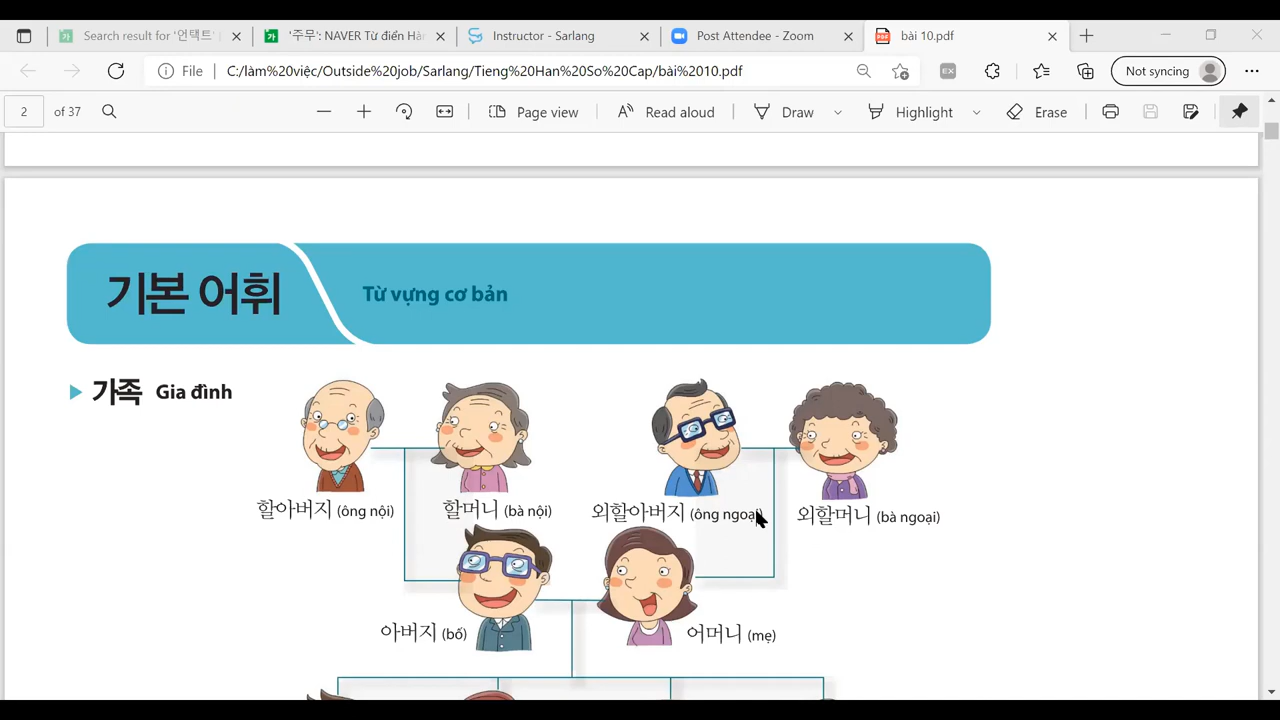 Search result for '언택트'
'주무': NAVER Từ điển Hàn
Instructor - Sarlang
Post Attendee - Zoom
bài 10.pdf
File
C:/làm%20việc/Outside%20job/Sarlang/Tieng%20Han%20So%20Cap/bài%2010.pdf
EX
Not syncing
2 of 37
Page view
Read aloud
Draw
Highlight
Erase
기본 어휘
Từ vựng cơ bản
가족 Gia đình
할아버지 (ông nội)
할머니 (bà nội)
외할아버지 (ông ngoại)
외할머니 (bà ngoại)
아버지 (bố)
어머니 (mẹ)